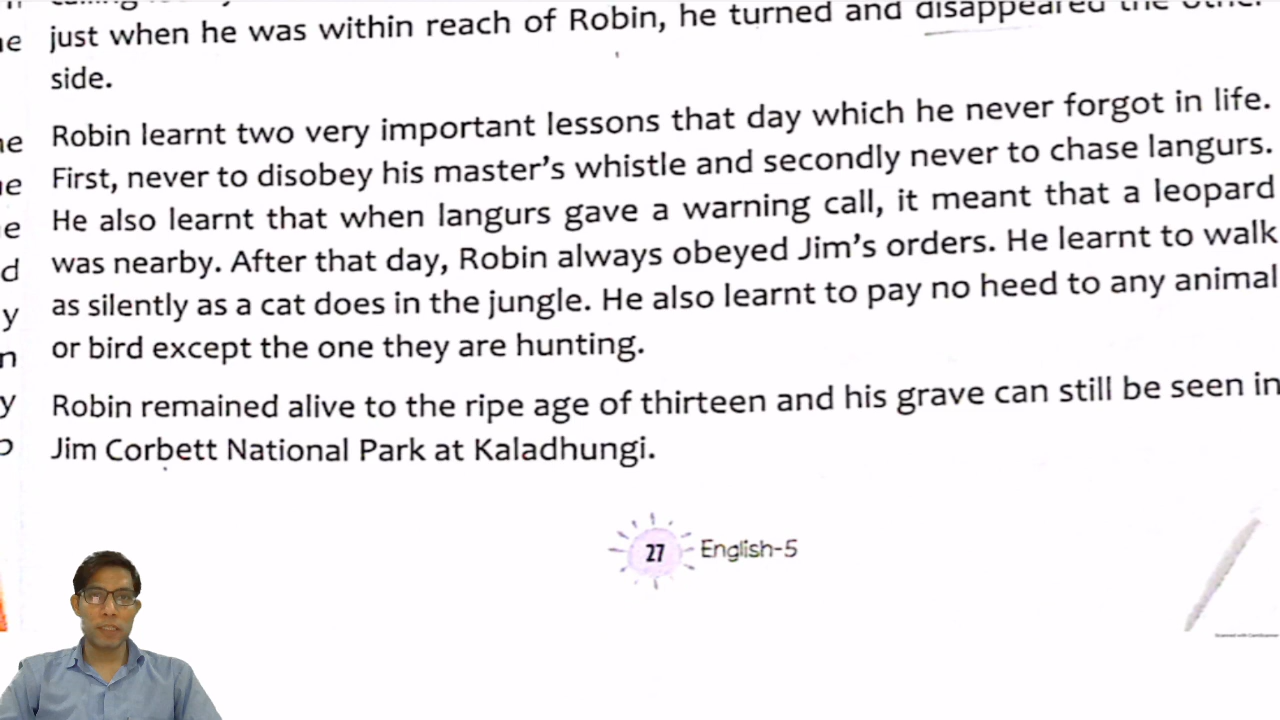 just when he was within reach of Robin, he turned and disappeared the other
side.
Robin learnt two very important lessons that day which he never forgot in life.
First, never to disobey his master's whistle and secondly never to chase langurs.
He also learnt that when langurs gave a warning call, it meant that a leopard
was nearby. After that day, Robin always obeyed Jim's orders. He learnt to walk
as silently as a cat does in the jungle. He also learnt to pay no heed to any animal
or bird except the one they are hunting.
Robin remained alive to the ripe age of thirteen and his grave can still be seen in
Jim Corbett National Park at Kaladhungi.
27 English-5
Scanned with CamScanner